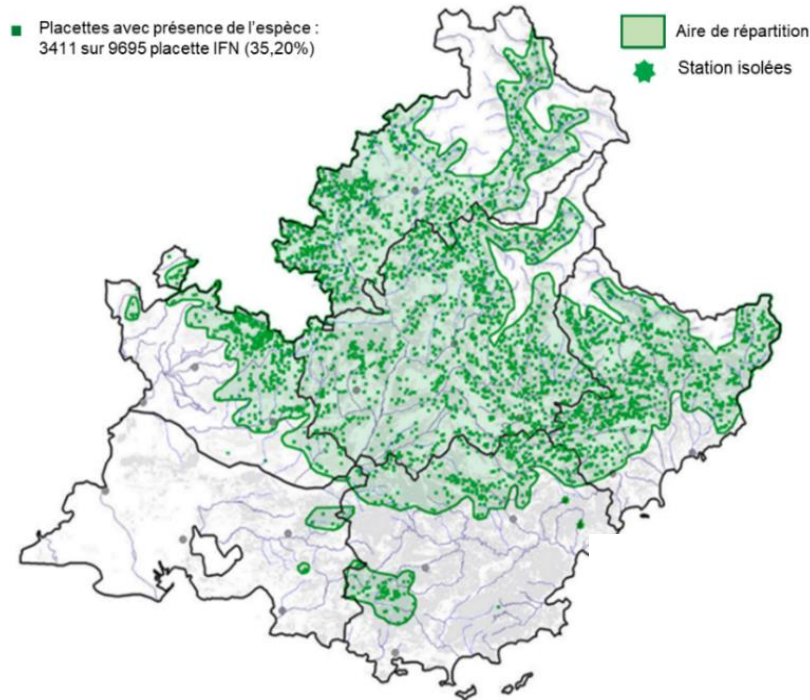 Placettes avec présence de l'espèce :
3411 sur 9695 placette IFN (35,20%)
Aire de répartition
Station isolées